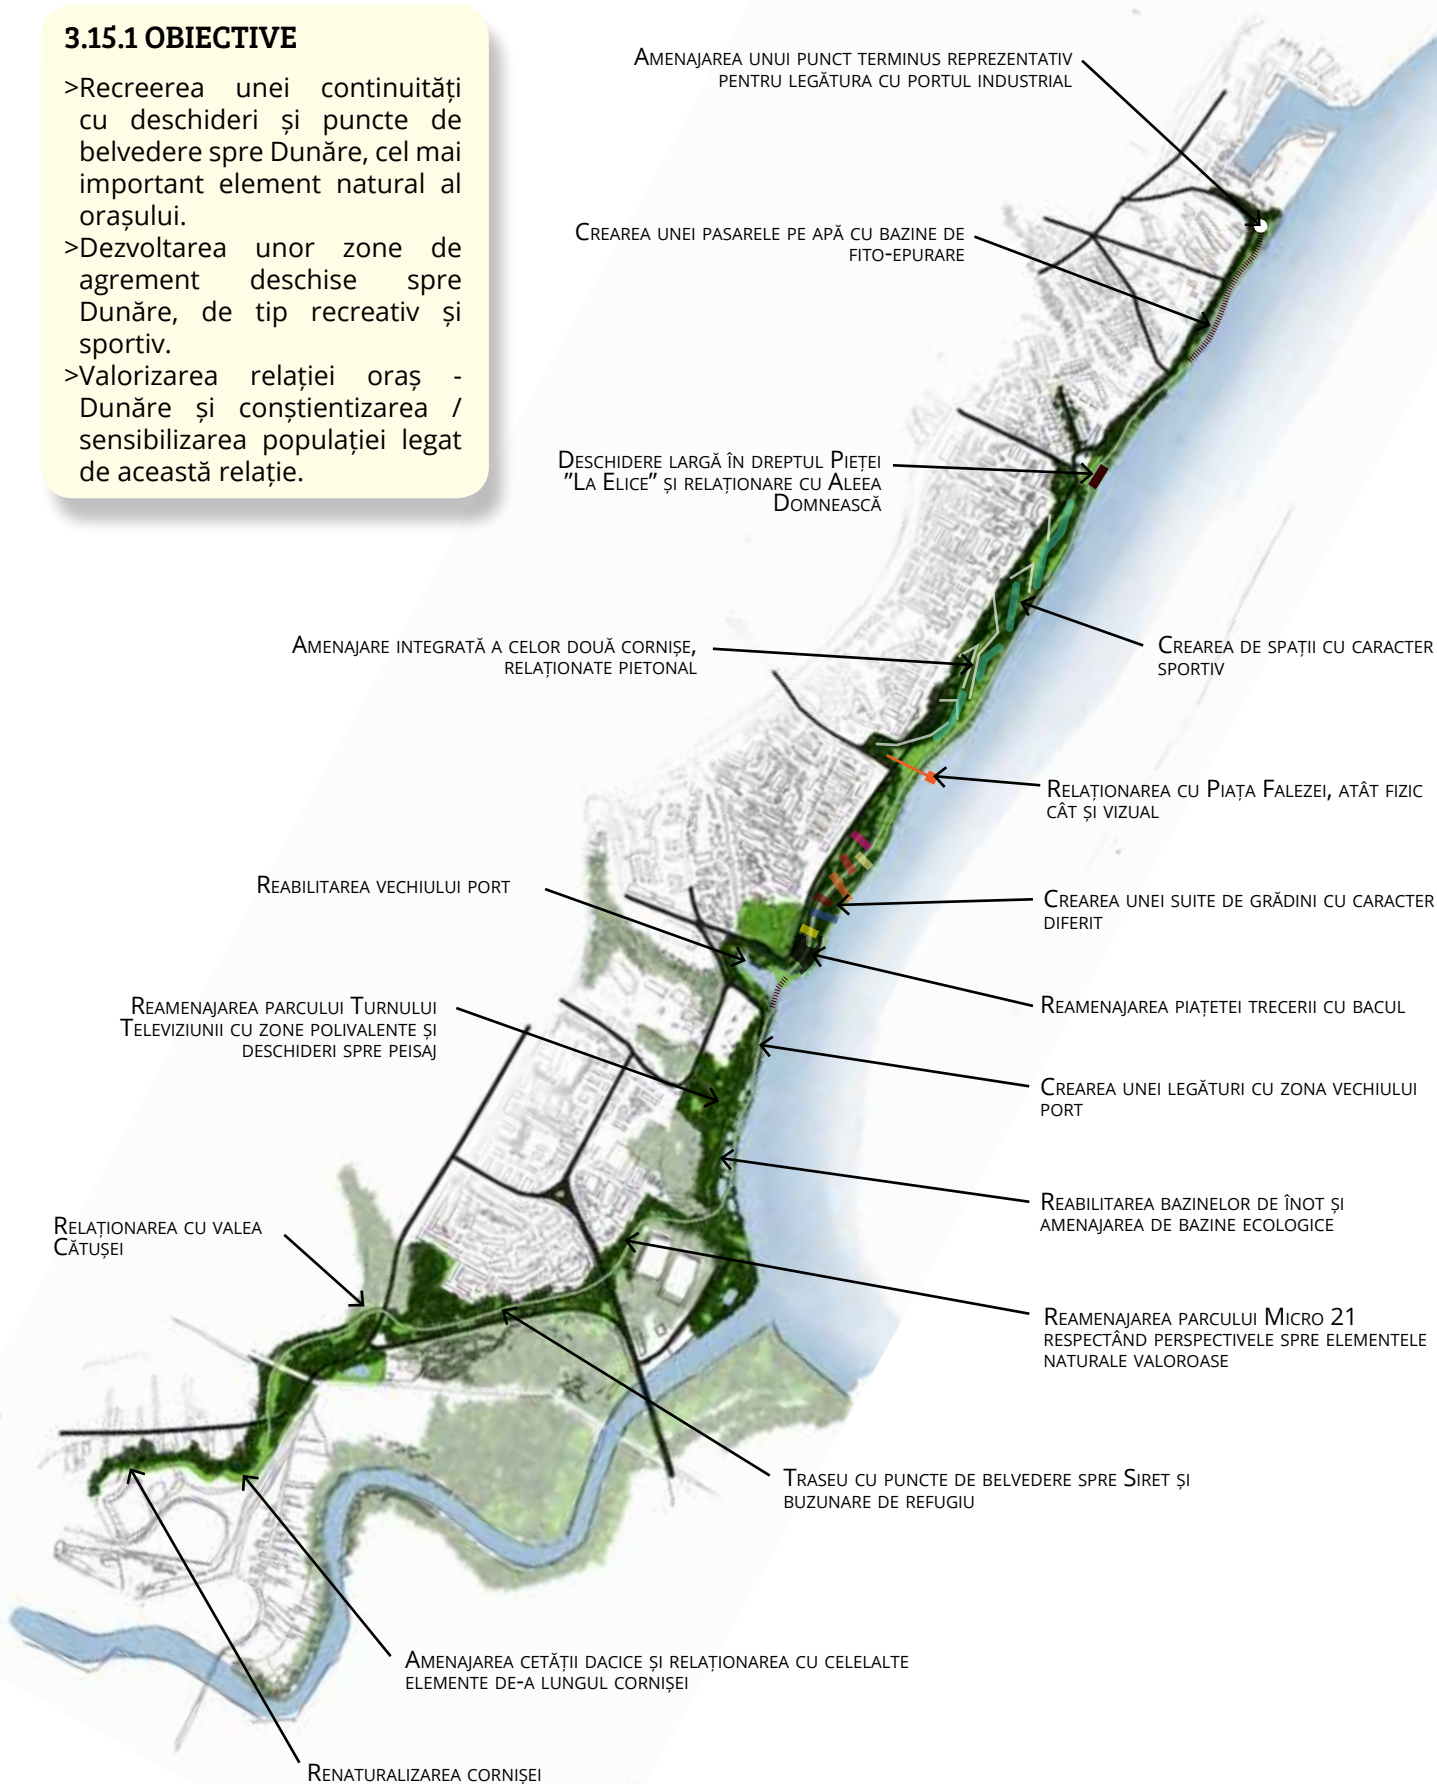 3.15.1 OBIECTIVE
>Recreerea unei continuități
cu deschideri și puncte de
belvedere spre Dunăre, cel mai
important element natural al
orașului.
>Dezvoltarea unor zone de
agrement deschise spre
Dunăre, de tip recreativ și
sportiv.
>Valorizarea relației oraș -
Dunăre și conștientizarea /
sensibilizarea populației legat
de această relație.
Amenajarea unui punct terminus reprezentativ
pentru legătura cu portul industrial
Crearea unei pasarele pe apă cu bazine de
fito-epurare
Deschidere largă în dreptul Pieței
"La Elice" și relaționare cu Aleea
Domnească
Amenajare integrată a celor două cornișe,
relaționate pietonal
Crearea de spații cu caracter
sportiv
Relaționarea cu Piața Falezei, atât fizic
cât și vizual
Reabilitarea vechiului port
Crearea unei suite de grădini cu caracter
diferit
Reamenajarea parcului Turnului
Televiziunii cu zone polivalente și
deschideri spre peisaj
Reamenajarea piațetei trecerii cu bacul
Crearea unei legături cu zona vechiului
port
Reabilitarea bazinelor de înot și
amenajarea de bazine ecologice
Relaționarea cu valea
Cătușei
Reamenajarea parcului Micro 21
respectând perspectivele spre elementele
naturale valoroase
Traseu cu puncte de belvedere spre Siret și
buzunare de refugiu
Amenajarea cetății dacice și relaționarea cu celelalte
elemente de-a lungul cornișei
Renaturalizarea cornișei